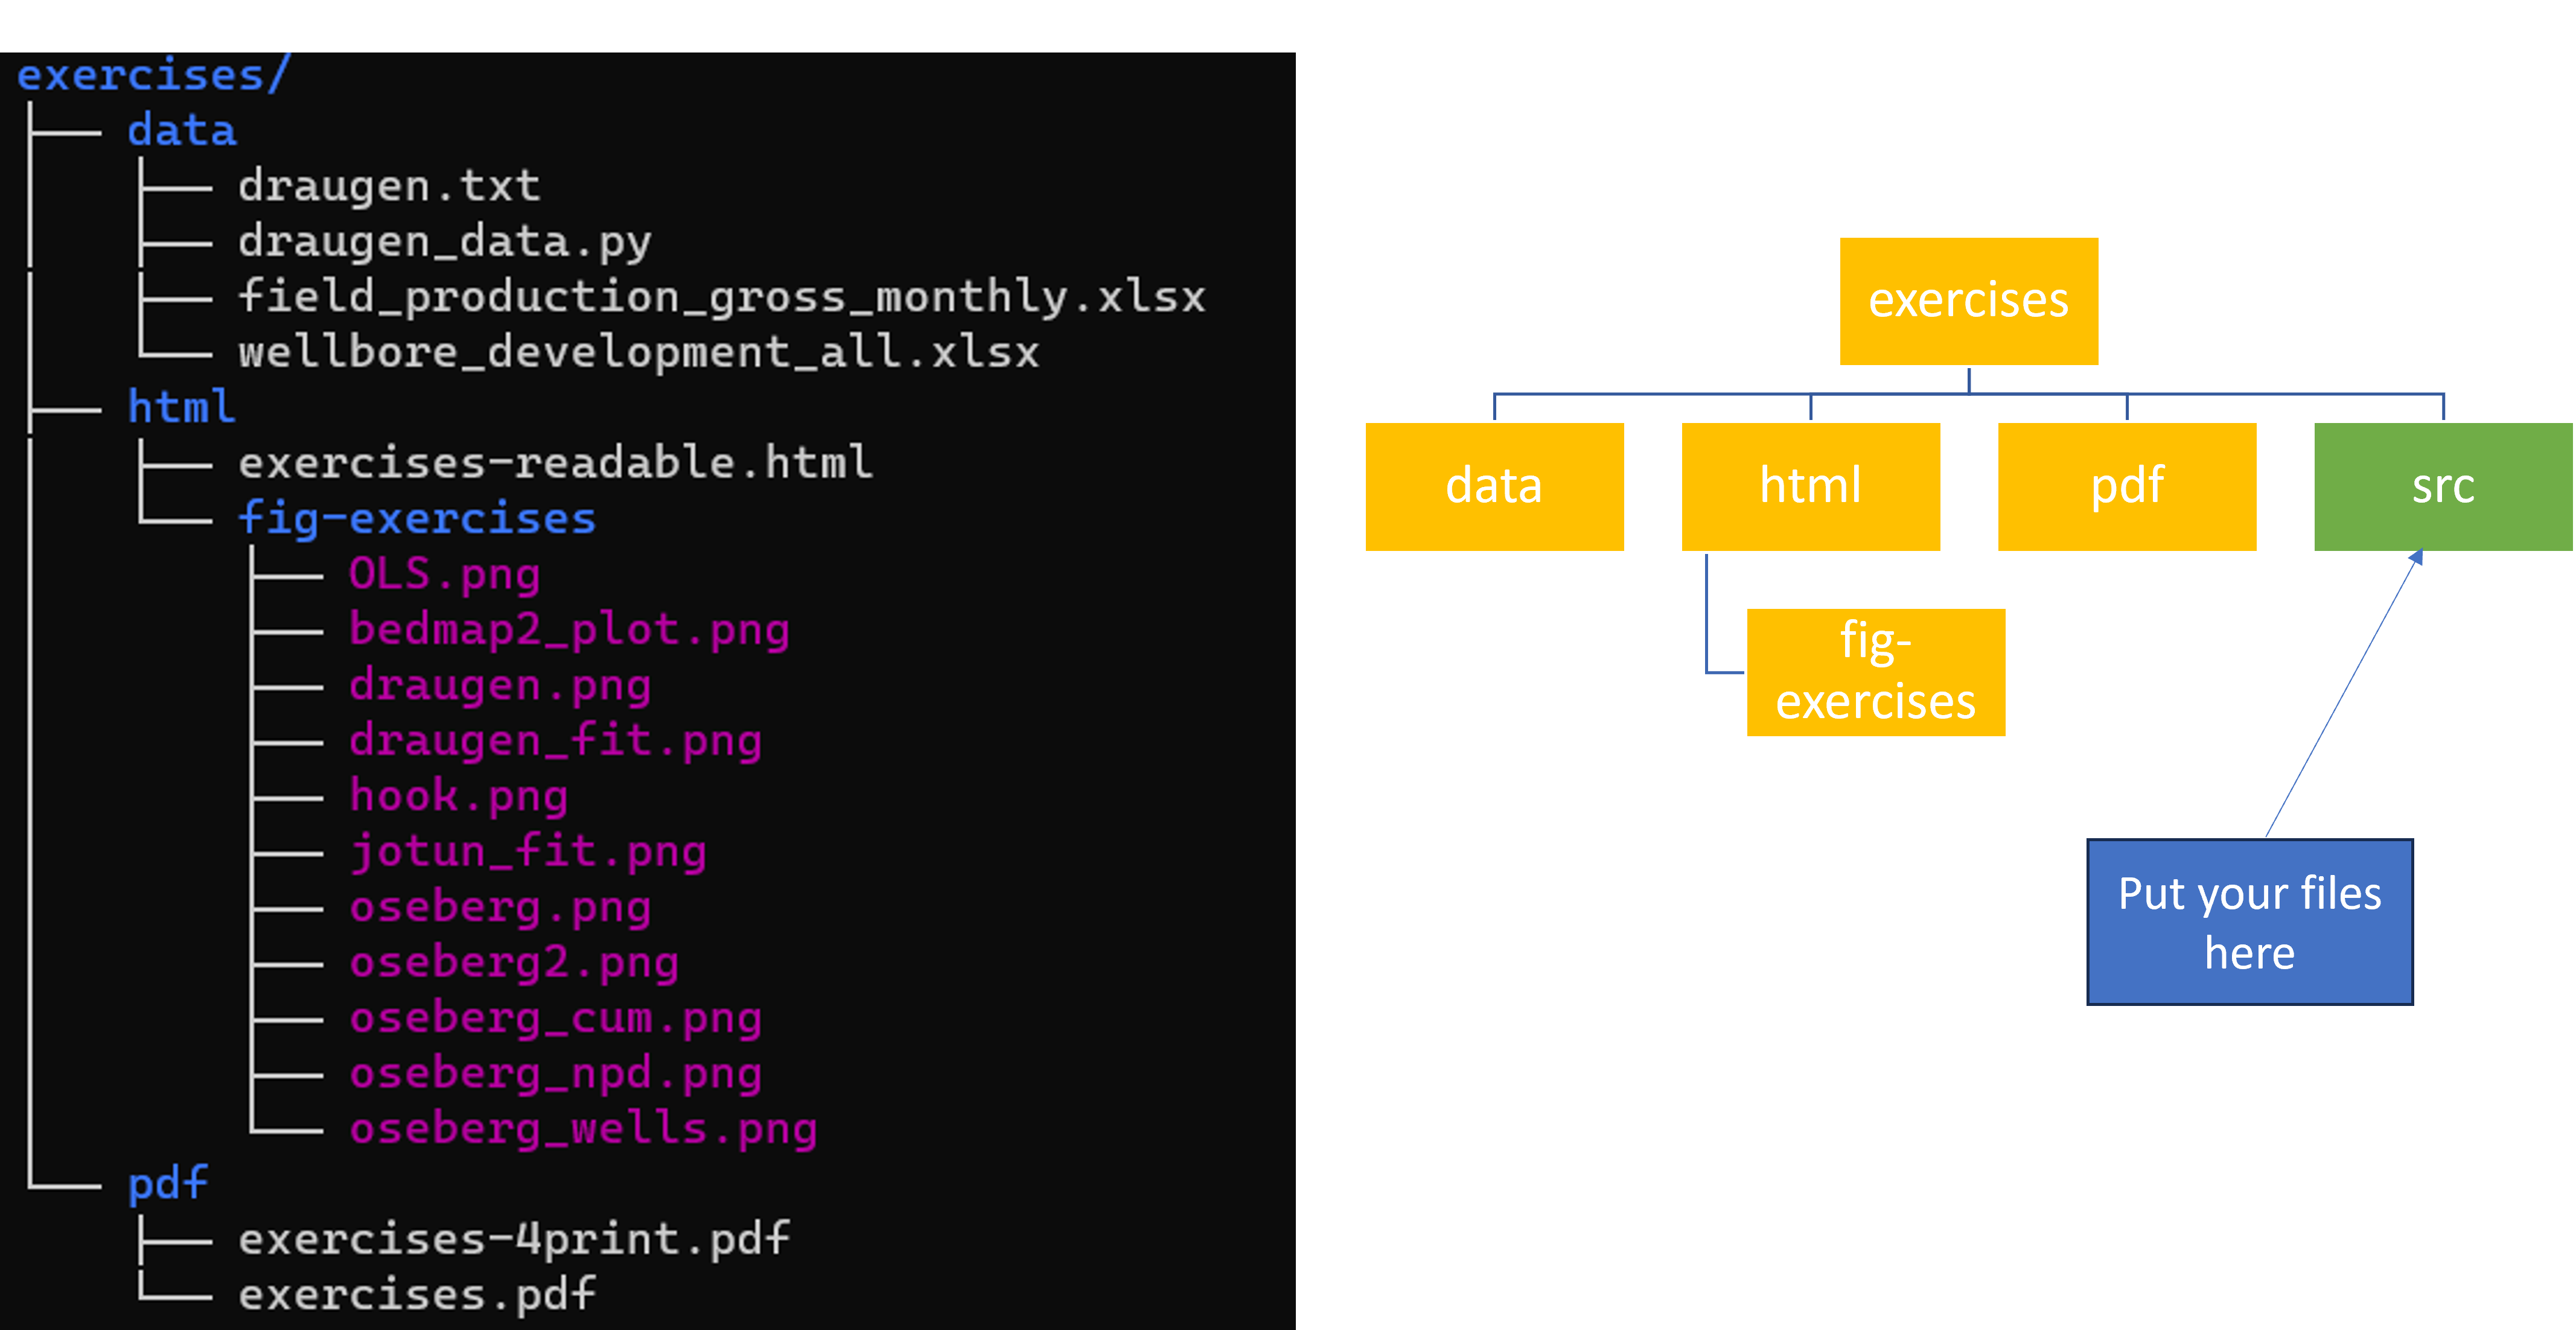 exercises/
data
draugen.txt
draugen_data.py
field_production_gross_monthly.xlsx
wellbore_development_all.xlsx
html
exercises-readable.html
fig-exercises
OLS.png
bedmap2_plot.png
draugen.png
draugen_fit.png
hook.png
jotun_fit.png
oseberg.png
oseberg2.png
oseberg_cum.png
oseberg_npd.png
oseberg_wells.png
pdf
exercises-4print.pdf
exercises.pdf
exercises
data
html
pdf
src
fig-
exercises
Put your files
here